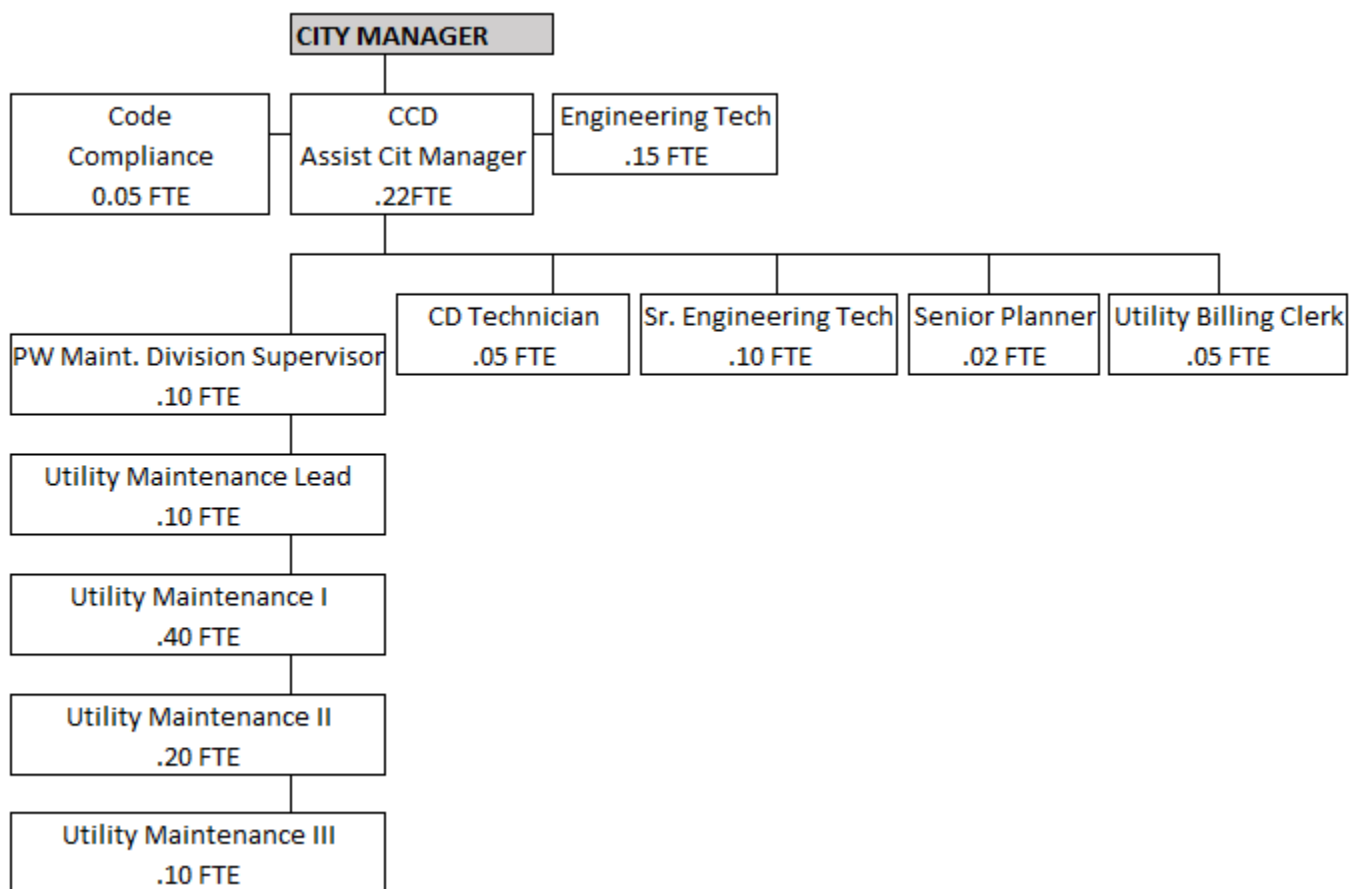 CITY MANAGER
Code
Compliance
0.05 FTE
CCD
Assist Cit Manager
.22FTE
Engineering Tech
.15 FTE
PW Maint. Division Supervisor
.10 FTE
CD Technician
.05 FTE
Sr. Engineering Tech
.10 FTE
Senior Planner
.02 FTE
Utility Billing Clerk
.05 FTE
Utility Maintenance Lead
.10 FTE
Utility Maintenance I
.40 FTE
Utility Maintenance II
.20 FTE
Utility Maintenance III
.10 FTE